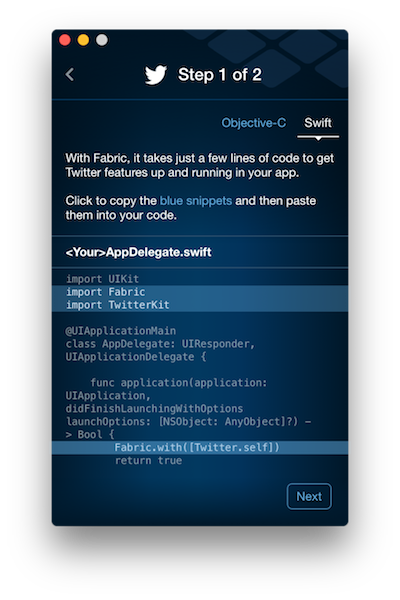 Step 1 of 2
Objective-C Swift
With Fabric, it takes just a few lines of code to get
Twitter features up and running in your app.
Click to copy the blue snippets and then paste
them into your code.
<Your>AppDelegate.swift
import UIKit
import Fabric
import TwitterKit
@UIApplicationMain
class AppDelegate: UIResponder,
UIApplicationDelegate {
func application(application:
UIApplication,
didFinishLaunchingWithOptions
launchOptions: [NSObject: AnyObject]?) -
> Bool {
Fabric.with([Twitter.self])
return true
Next